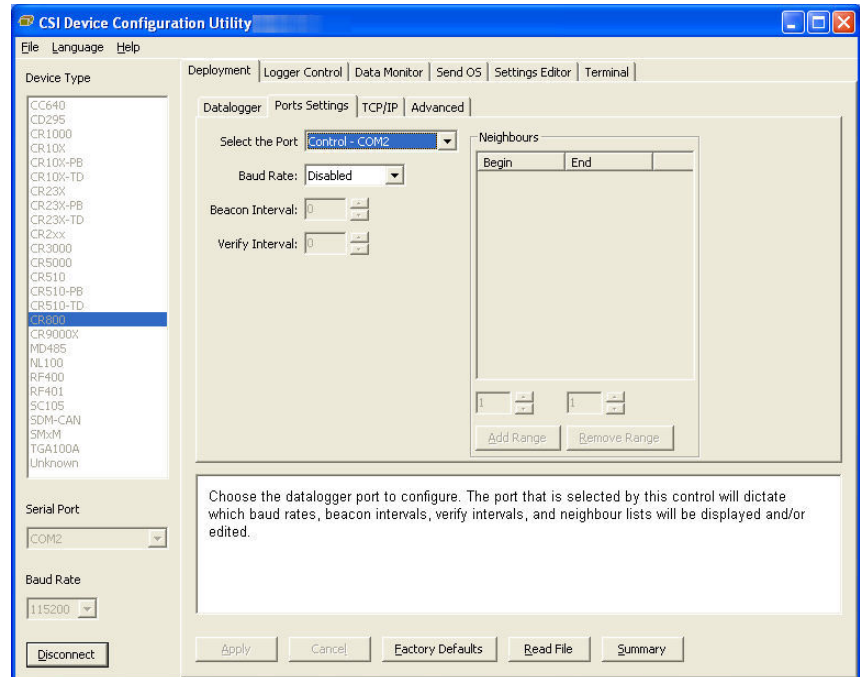 CSI Device Configuration Utility
File Language Help
Device Type
CC640
CD295
CR1000
CR10X
CR10X-PB
CR10X-TD
CR23X
CR23X-PB
CR23X-TD
CR2xx
CR3000
CR5000
CR510
CR510-PB
CR510-TD
CR800
CR9000X
MD485
NL100
RF400
RF401
SC105
SDM-CAN
SMxM
TGA100A
Unknown
Serial Port
COM2
Baud Rate
115200
Disconnect
Deployment Logger Control Data Monitor Send OS Settings Editor Terminal
Datalogger Ports Settings TCP/IP Advanced
Select the Port Control - COM2
Baud Rate: Disabled
Beacon Interval: 0
Verify Interval: 0
Neighbours
Begin End
1 1
Add Range Remove Range
Choose the datalogger port to configure. The port that is selected by this control will dictate
which baud rates, beacon intervals, verify intervals, and neighbour lists will be displayed and/or
edited.
Apply Cancel Factory Defaults Read File Summary